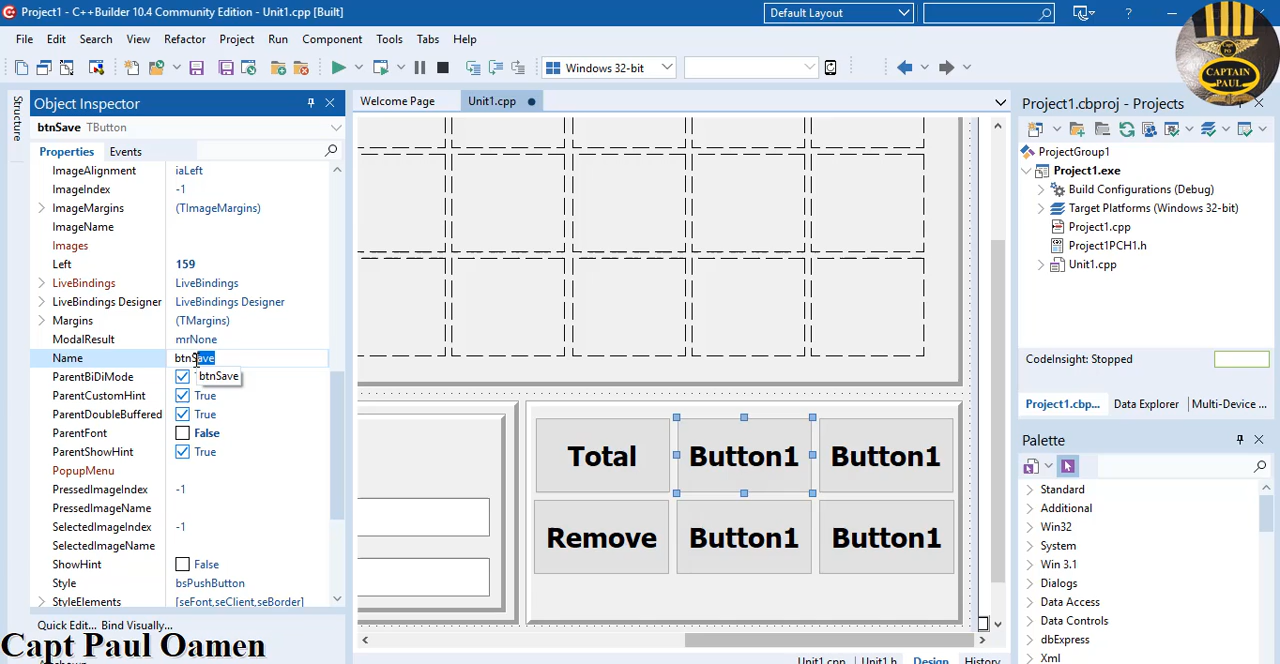 Project1 - C++Builder 10.4 Community Edition - Unit1.cpp [Built]
Default Layout
?
File Edit Search View Refactor Project Run Component Tools Tabs Help
Windows 32-bit
CAPTAIN
PAUL
Structure
Object Inspector
btnSave TButton
Properties Events
ImageAlignment iaLeft
ImageIndex -1
ImageMargins (TImageMargins)
ImageName
Images
Left 159
LiveBindings LiveBindings
LiveBindings Designer LiveBindings Designer
Margins (TMargins)
ModalResult mrNone
Name btnSave
ParentBiDiMode
btnSave
ParentCustomHint True
ParentDoubleBuffered True
ParentFont False
ParentShowHint True
PopupMenu
PressedImageIndex -1
PressedImageName
SelectedImageIndex -1
SelectedImageName
ShowHint False
Style bsPushButton
StyleElements [seFont,seClient,seBorder]
Quick Edit... Bind Visually...
Capt Paul Oamen
Welcome Page Unit1.cpp
Total Button1 Button1
Remove Button1 Button1
Unit1.cpp Unit1.h Design History
Project1.cbproj - Projects
ProjectGroup1
Project1.exe
Build Configurations (Debug)
Target Platforms (Windows 32-bit)
Project1.cpp
Project1PCH1.h
Unit1.cpp
CodeInsight: Stopped
Project1.cbp... Data Explorer Multi-Device ...
Palette
Standard
Additional
Win32
System
Win 3.1
Dialogs
Data Access
Data Controls
dbExpress
Xml